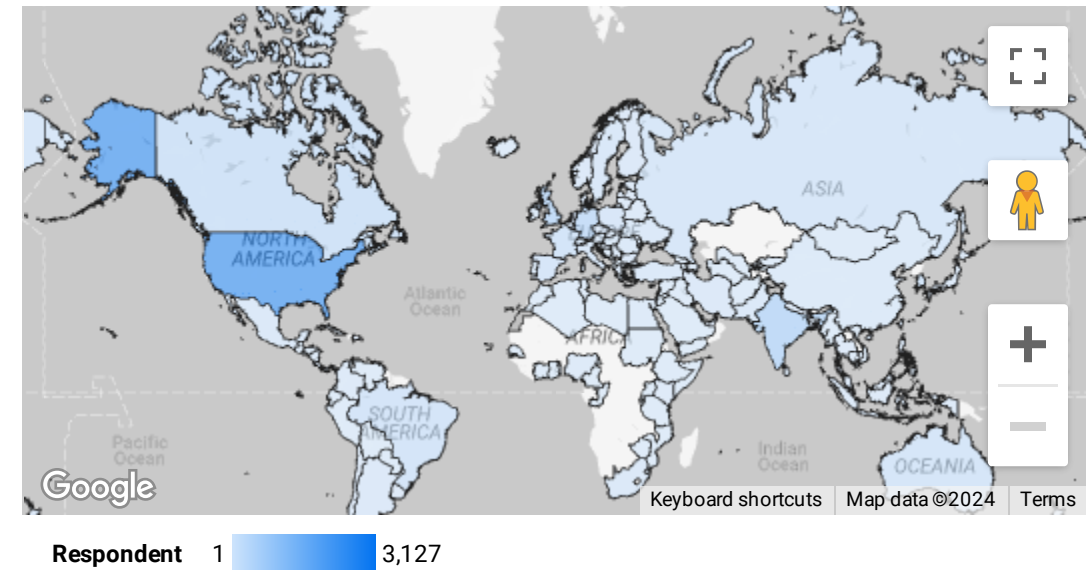 ASIA
NORTH
AMERICA
Atlantic
Ocean
AFRICA
SOUTH
AMERICA
Pacific
Ocean
Indian
Ocean
OCEANIA
Google
Keyboard shortcuts
Map data ©2024
Terms
Respondent 1 3,127